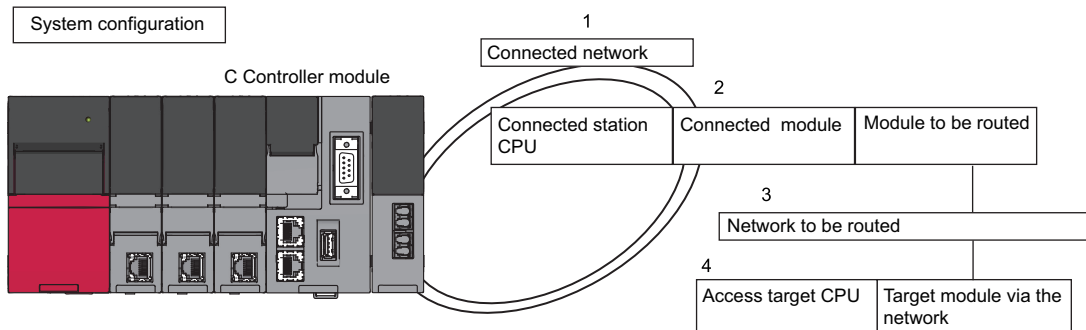 System configuration
1
Connected network
C Controller module
2
Connected station
CPU
Connected module
Module to be routed
3
Network to be routed
4
Access target CPU
Target module via the
network